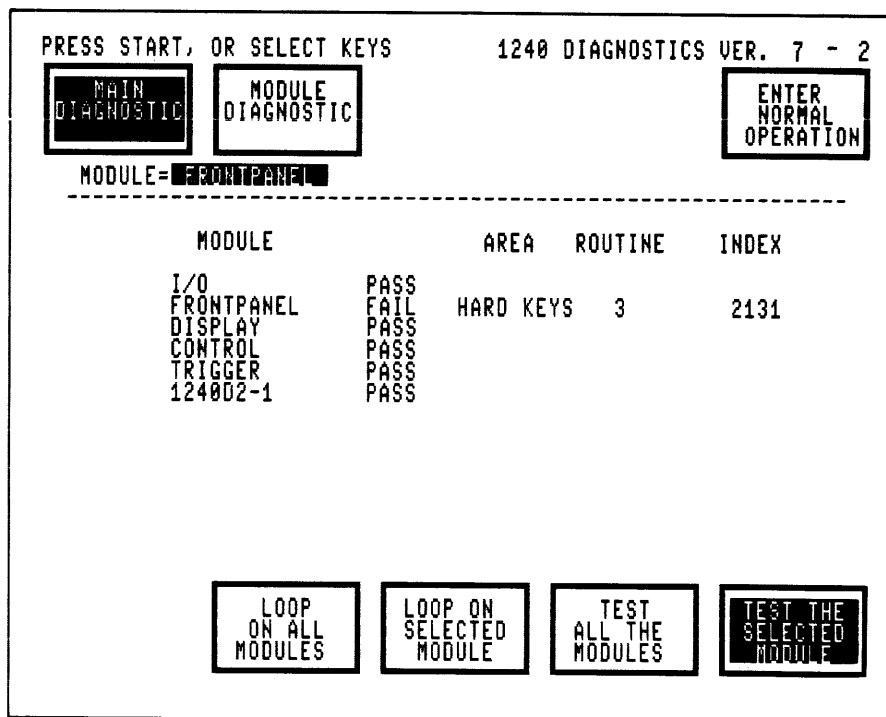 PRESS START, OR SELECT KEYS 1240 DIAGNOSTICS VER. 7 - 2
MAIN DIAGNOSTIC
MODULE DIAGNOSTIC
ENTER NORMAL OPERATION
MODULE= FRONTPANEL
MODULE AREA ROUTINE INDEX
I/O PASS
FRONTPANEL FAIL HARD KEYS 3 2131
DISPLAY PASS
CONTROL PASS
TRIGGER PASS
1240D2-1 PASS
LOOP ON ALL MODULES
LOOP ON SELECTED MODULE
TEST ALL THE MODULES
TEST THE SELECTED MODULE